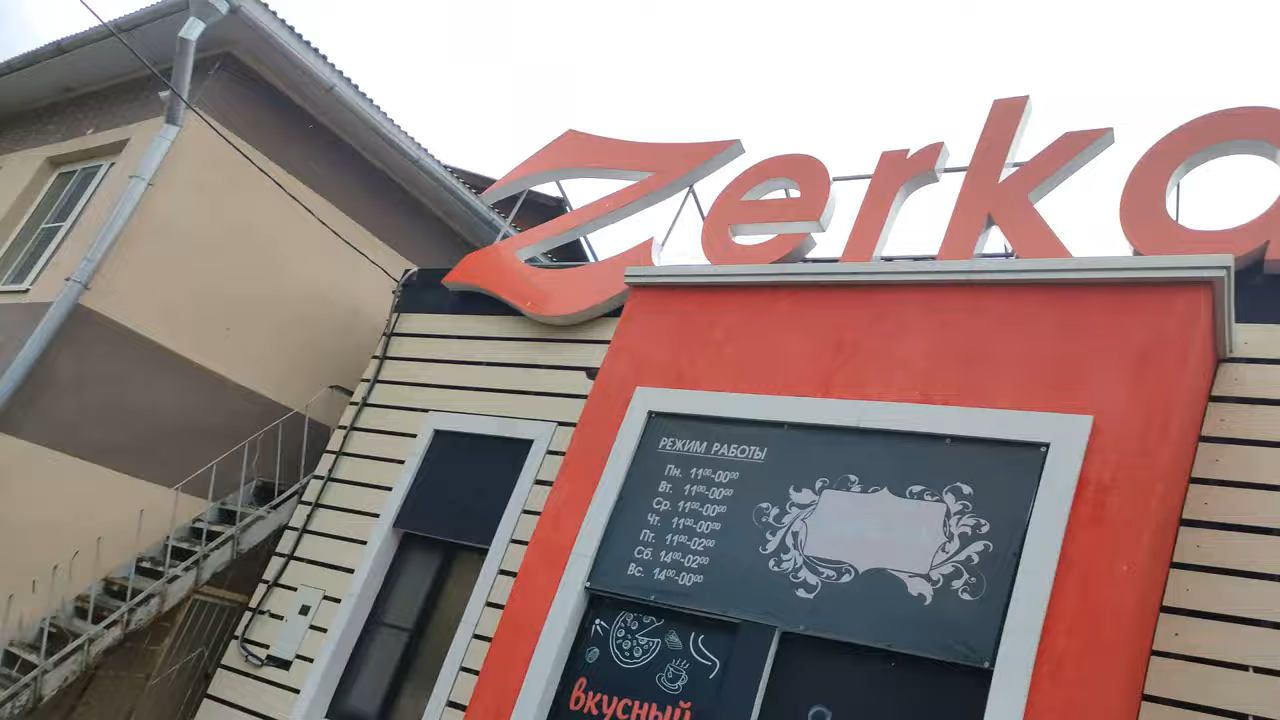 Zerka
РЕЖИМ РАБОТЫ
Пн. 11⁰⁰-00⁰⁰
Вт. 11⁰⁰-00⁰⁰
Ср. 11⁰⁰-00⁰⁰
Чт. 11⁰⁰-00⁰⁰
Пт. 11⁰⁰-02⁰⁰
Сб. 14⁰⁰-02⁰⁰
Вс. 14⁰⁰-00⁰⁰
вкусный